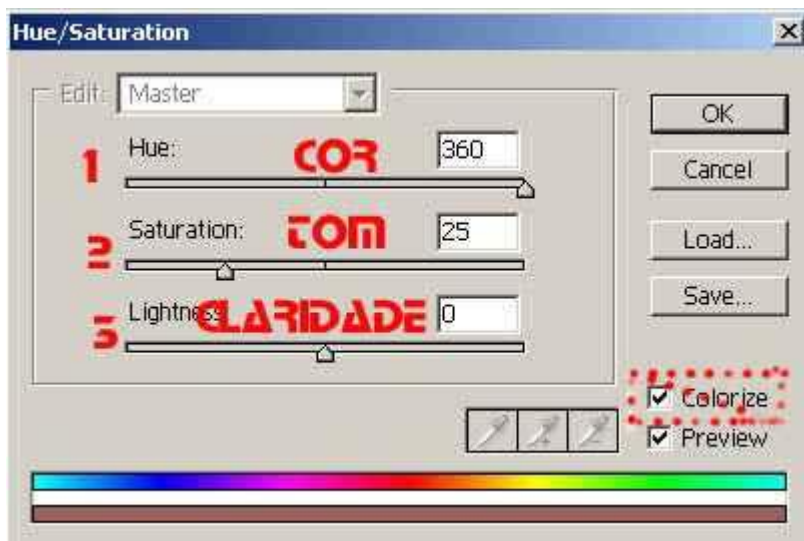 Hue/Saturation
Edit: Master
OK
1 Hue: COR 360
Cancel
2 Saturation: TOM 25
Load...
3 Lightness CLARIDADE 0
Save...
Colorize
Preview